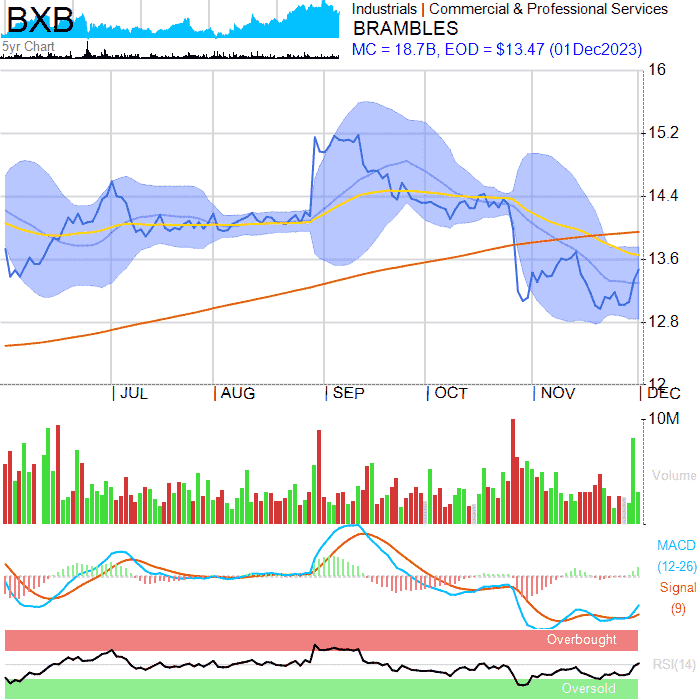 BXB
5yr Chart
Industrials | Commercial & Professional Services
BRAMBLES
MC = 18.7B, EOD = $13.47 (01Dec2023)
16
15.2
14.4
13.6
12.8
12
JUL AUG SEP OCT NOV DEC
10M
Volume
MACD
(12-26)
Signal
(9)
Overbought
RSI(14)
Oversold